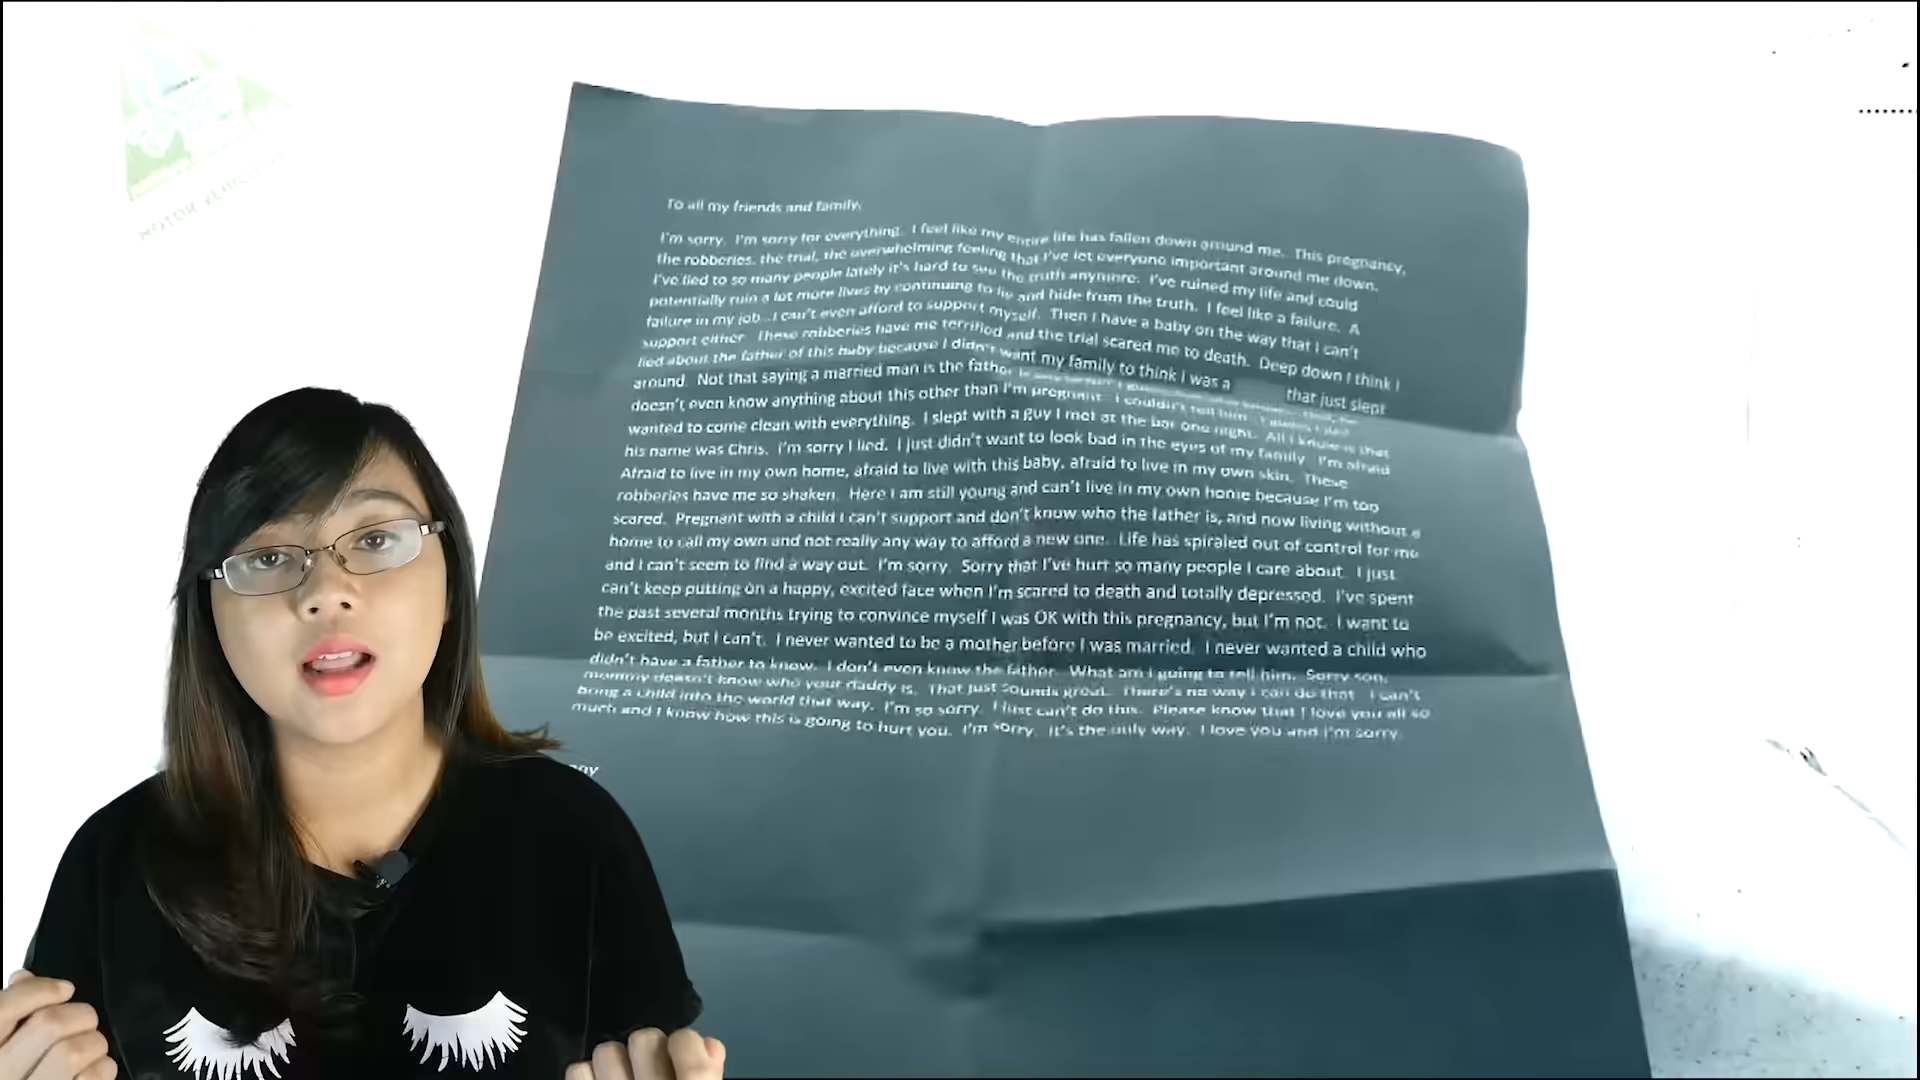 MOTOR VEHIC
To all my friends and family,
I'm sorry. I'm sorry for everything. I feel like my entire life has fallen down around me. This pregnancy,
the robberies, the trial, the overwhelming feeling that I've let everyone important around me down.
I've lied to so many people lately it's hard to see the truth anymore. I've ruined my life and could
potentially ruin a lot more lives by continuing to lie and hide from the truth. I feel like a failure. A
failure in my job. I can't even afford to support myself. Then I have a baby on the way that I can't
support either. These robberies have me terrified and the trial scared me to death. Deep down I think I
lied about the father of this baby because I didn't want my family to think I was a that just slept
around. Not that saying a married man is the father
doesn't even know anything about this other than I'm pregnant. I couldn't tell him. I
wanted to come clean with everything. I slept with a guy I met at the bar one night. All I know is that
his name was Chris. I'm sorry I lied. I just didn't want to look bad in the eyes of my family. I'm afraid
Afraid to live in my own home, afraid to live with this baby, afraid to live in my own skin. These
robberies have me so shaken. Here I am still young and can't live in my own home because I'm too
scared. Pregnant with a child I can't support and don't know who the father is, and now living without a
home to call my own and not really any way to afford a new one. Life has spiraled out of control for me
and I can't seem to find a way out. I'm sorry. Sorry that I've hurt so many people I care about. I just
can't keep putting on a happy, excited face when I'm scared to death and totally depressed. I've spent
the past several months trying to convince myself I was OK with this pregnancy, but I'm not. I want to
be excited, but I can't. I never wanted to be a mother before I was married. I never wanted a child who
didn't have a father to know. I don't even know the father. What am I going to tell him. Sorry son,
mommy doesn't know who your daddy is. That just sounds great. There's no way I can do that. I can't
bring a child into the world that way. I'm so sorry. I just can't do this. Please know that I love you all so
much and I know how this is going to hurt you. I'm sorry. It's the only way. I love you and I'm sorry.